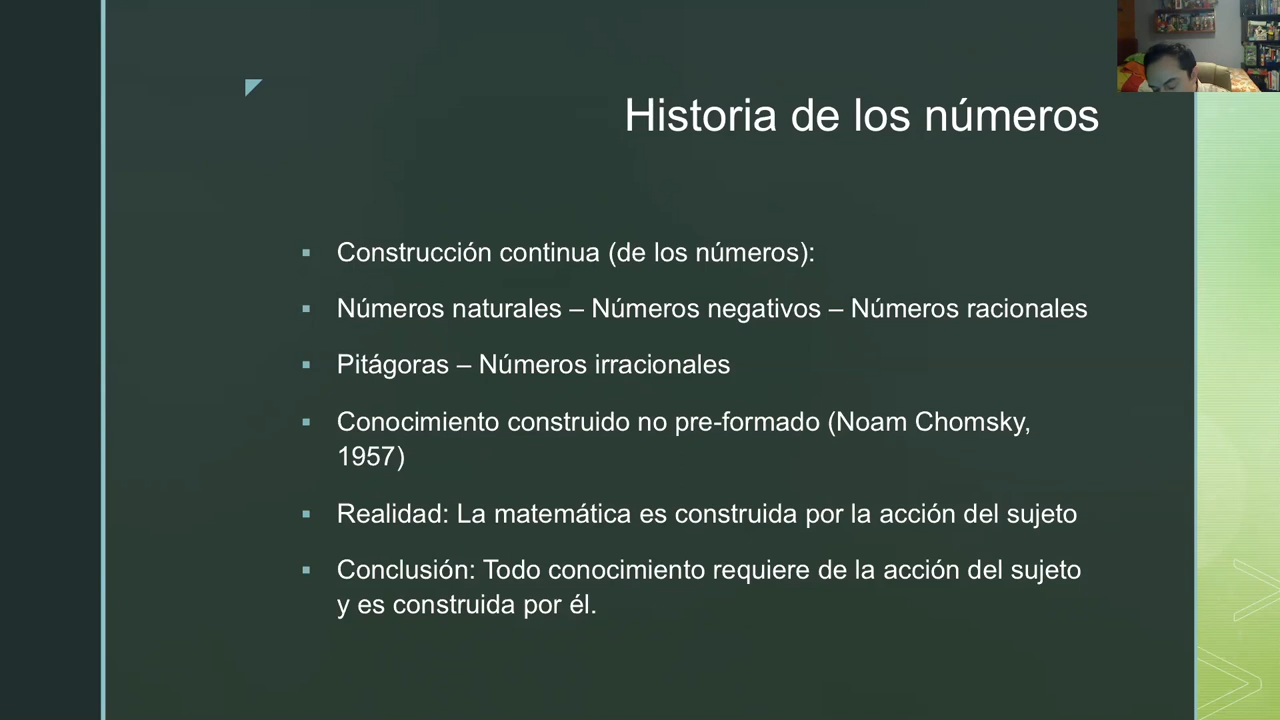 Historia de los números
Construcción continua (de los números):
Números naturales – Números negativos – Números racionales
Pitágoras – Números irracionales
Conocimiento construido no pre-formado (Noam Chomsky,
1957)
Realidad: La matemática es construida por la acción del sujeto
Conclusión: Todo conocimiento requiere de la acción del sujeto
y es construida por él.